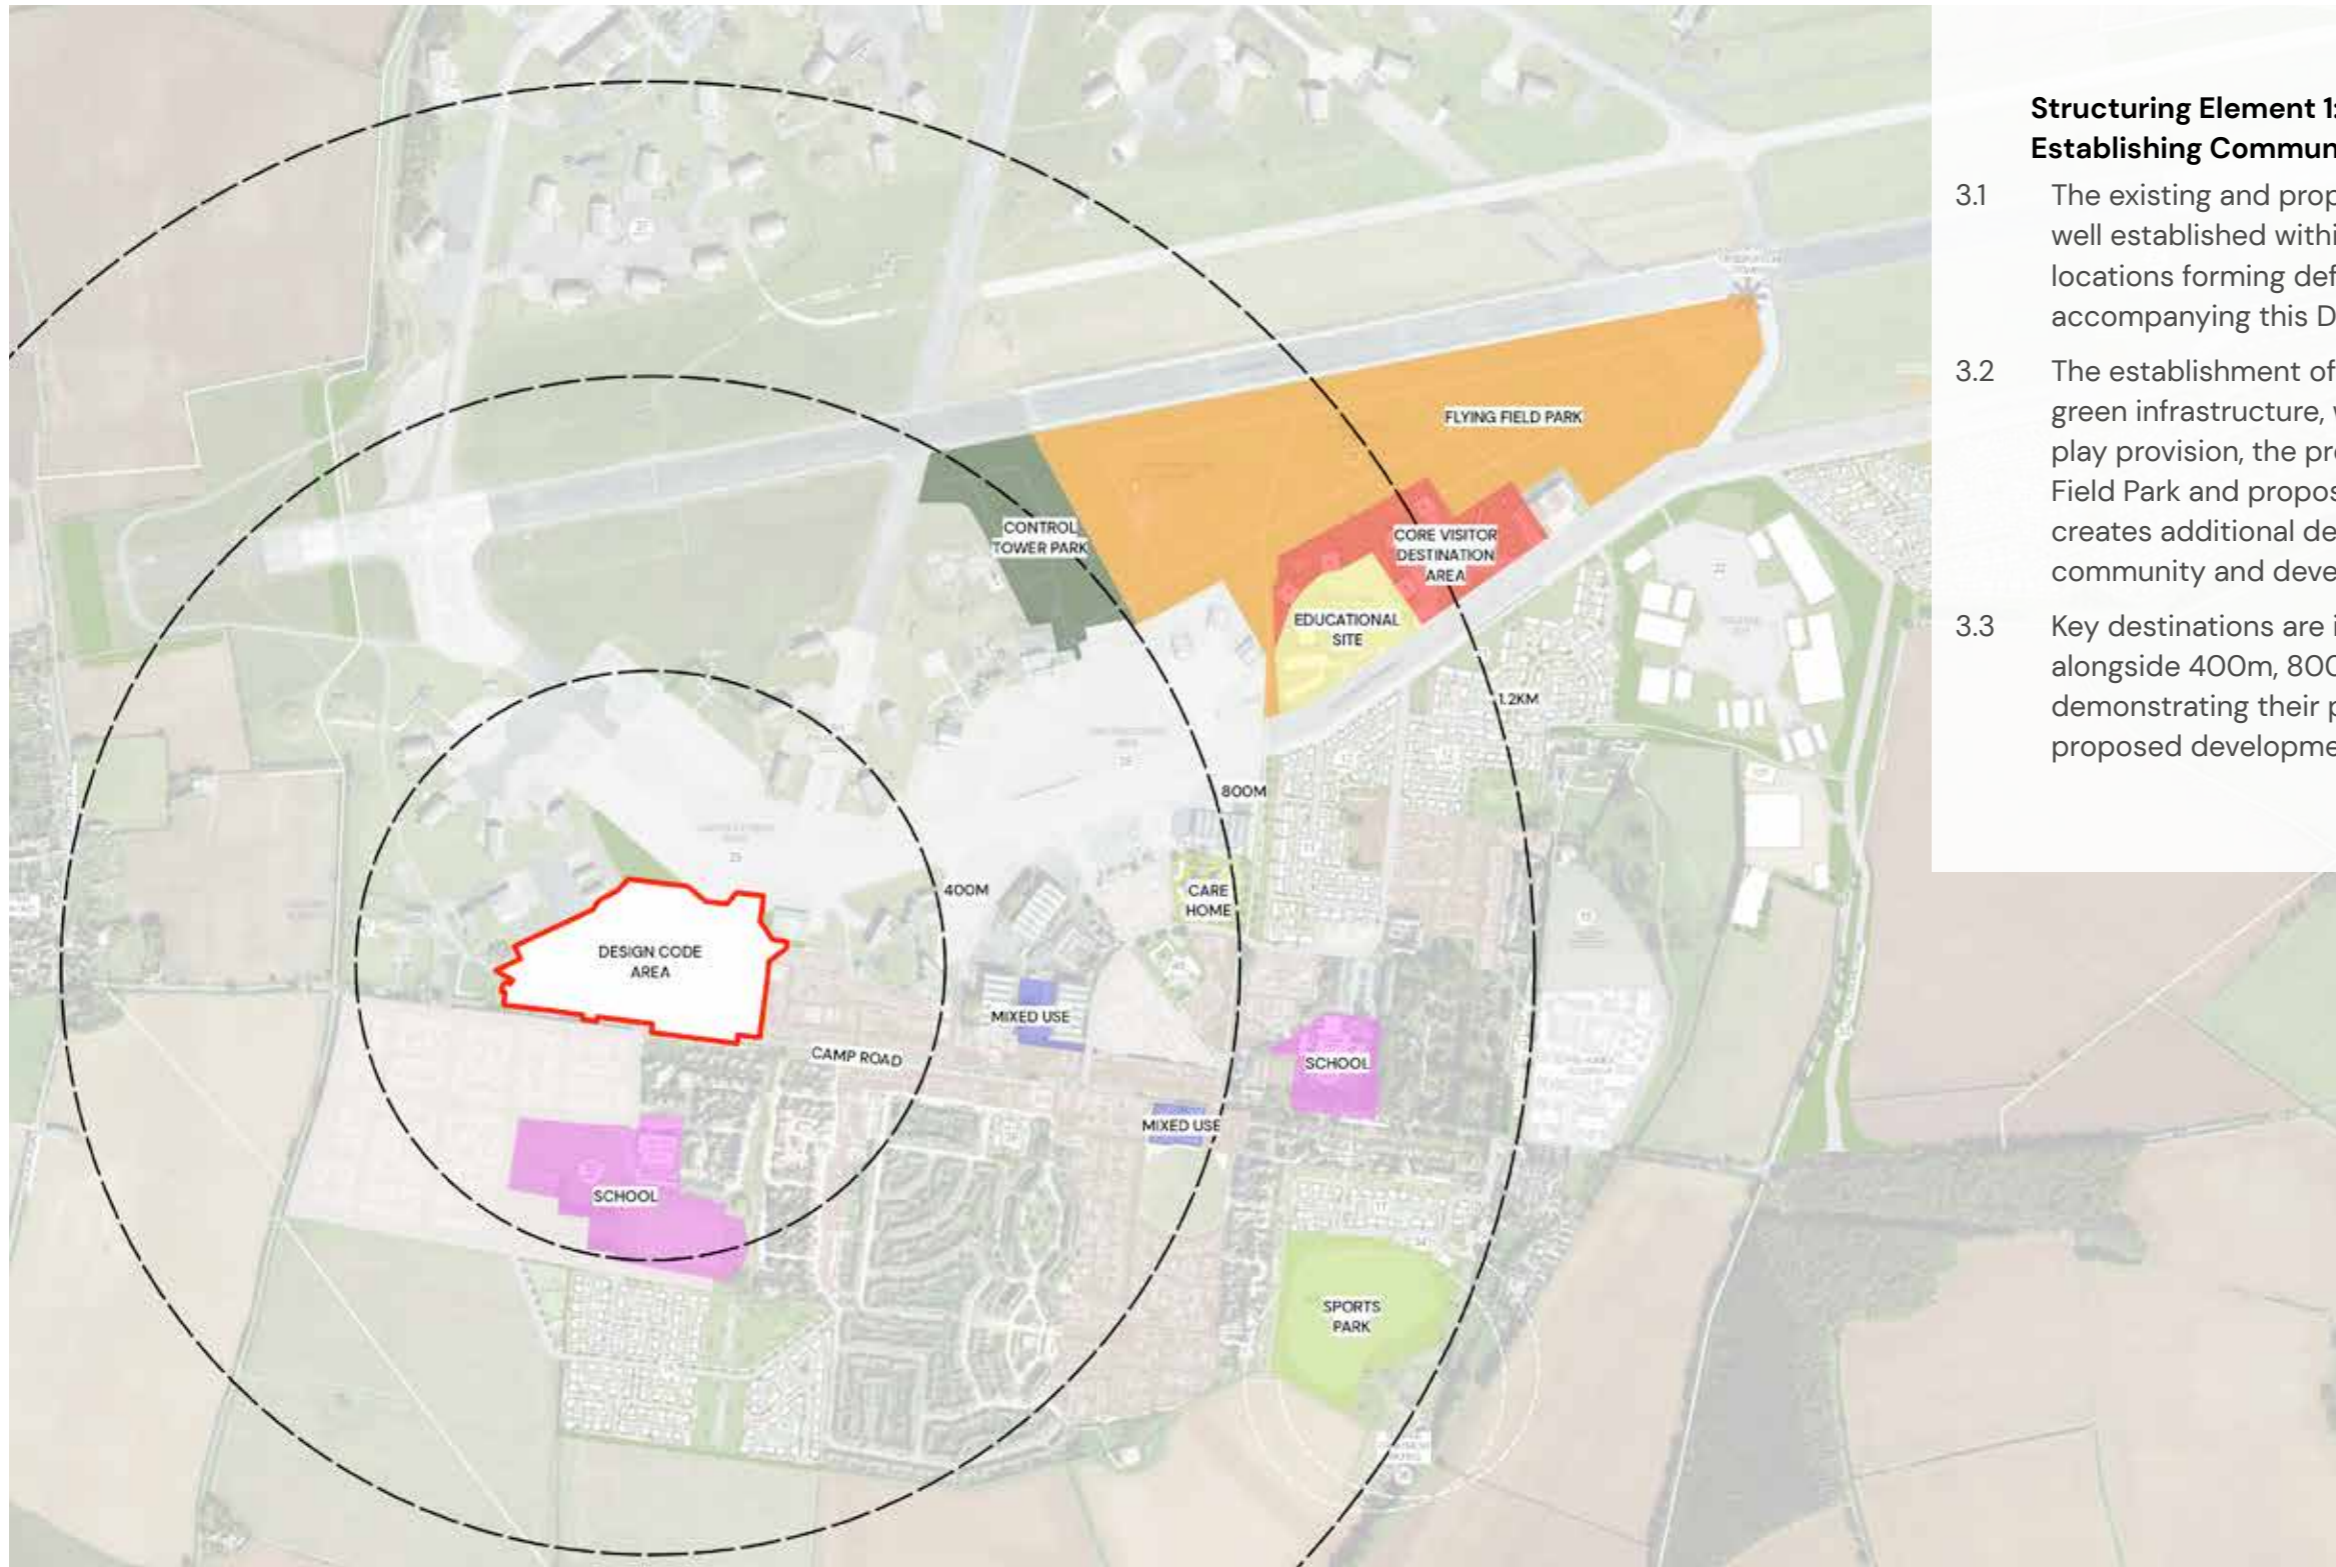 Structuring Element 1:
Establishing Commun
3.1 The existing and prop
well established withi
locations forming def
accompanying this D
3.2 The establishment of
green infrastructure, w
play provision, the pr
Field Park and propos
creates additional de
community and deve
3.3 Key destinations are i
alongside 400m, 800
demonstrating their p
proposed developme
FLYING FIELD PARK
CONTROL
TOWER PARK
CORE VISITOR
DESTINATION
AREA
EDUCATIONAL
SITE
1.2KM
800M
400M
CARE
HOME
DESIGN CODE
AREA
MIXED USE
CAMP ROAD
SCHOOL
MIXED USE
SCHOOL
SPORTS
PARK